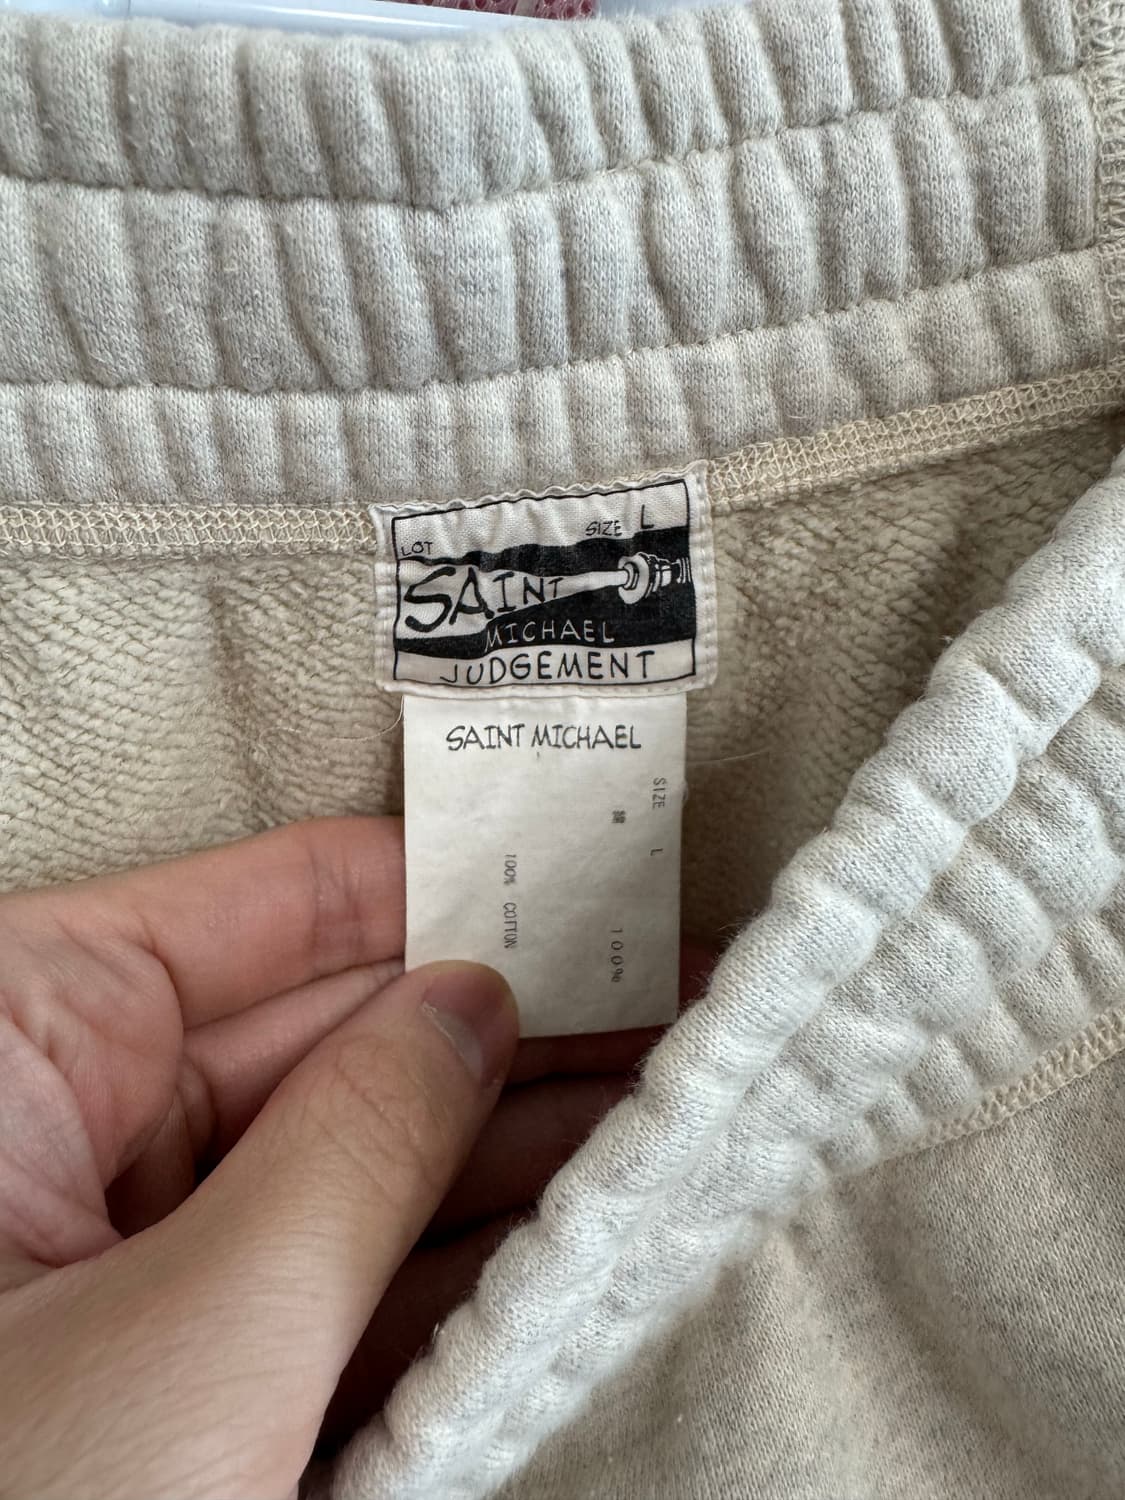 LOT
SIZE L
SAINT
MICHAEL
JUDGEMENT
SAINT MICHAEL
SIZE L
100%
100% COTTON